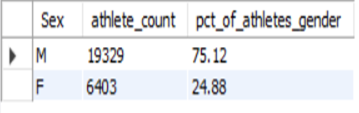 Sex athlete_count pct_of_athletes_gender
M 19329 75.12
F 6403 24.88